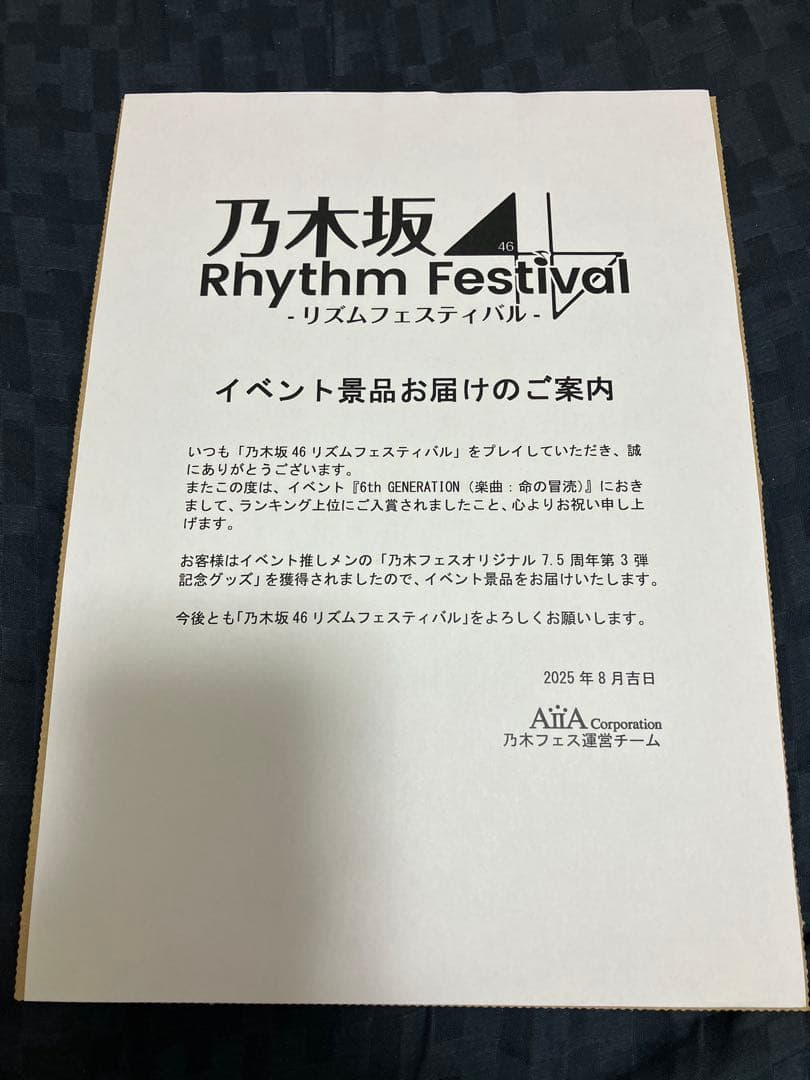 乃木坂46
Rhythm Festival
- リズムフェスティバル -
イベント景品お届けのご案内
いつも「乃木坂46リズムフェスティバル」をプレイしていただき、誠
にありがとうございます。
またこの度は、イベント『6th GENERATION（楽曲：命の冒涜）』におき
まして、ランキング上位にご入賞されましたこと、心よりお祝い申し上
げます。
お客様はイベント推しメンの「乃木フェスオリジナル 7.5 周年第 3 弾
記念グッズ」を獲得されましたので、イベント景品をお届けいたします。
今後とも「乃木坂46リズムフェスティバル」をよろしくお願いします。
2025 年 8 月吉日
AiiA Corporation
乃木フェス運営チーム